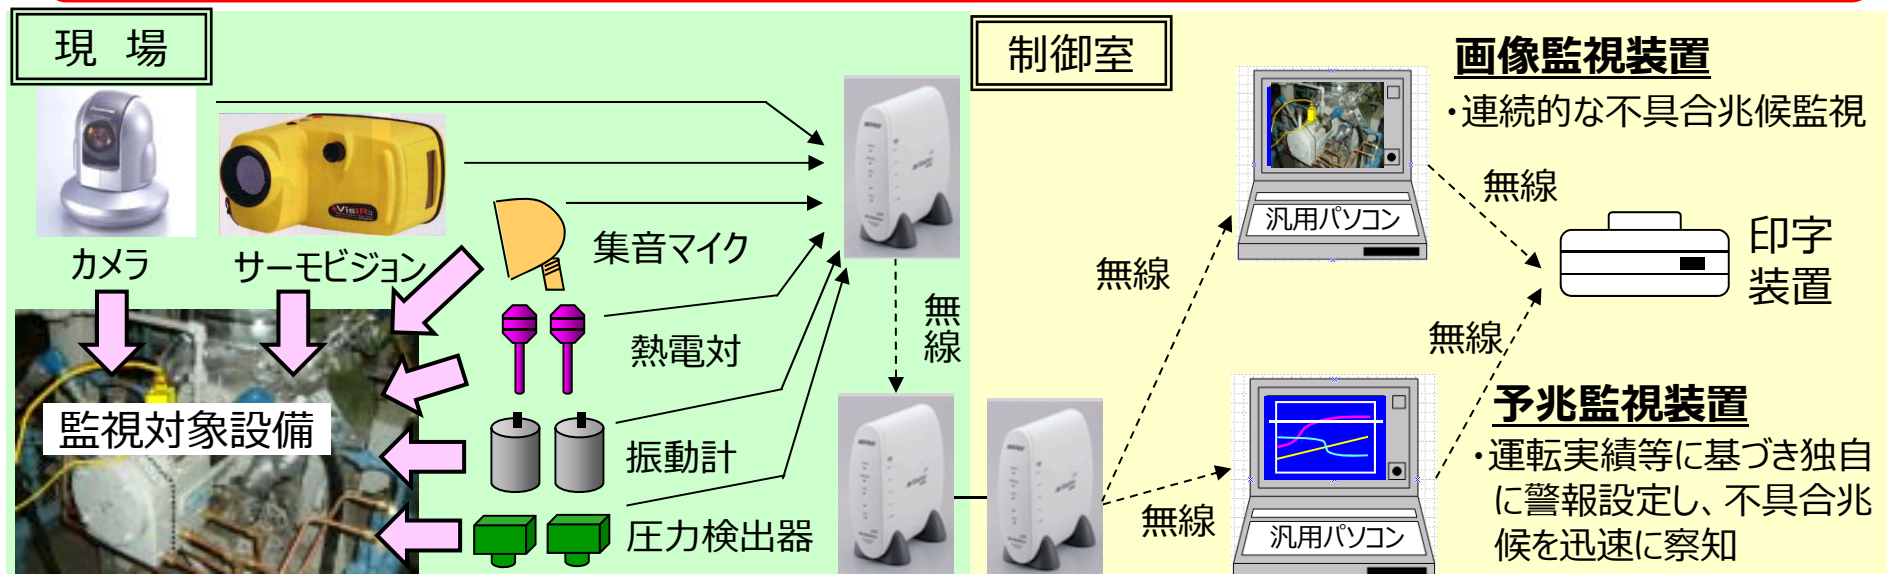 現 場
制御室
画像監視装置
・連続的な不具合兆候監視
無線
汎用パソコン
印字
装置
カメラ
サーモビジョン
VisIR
集音マイク
無線
熱電対
無線
無線
監視対象設備
振動計
予兆監視装置
・運転実績等に基づき独自
に警報設定し、不具合兆
候を迅速に察知
圧力検出器
無線
汎用パソコン